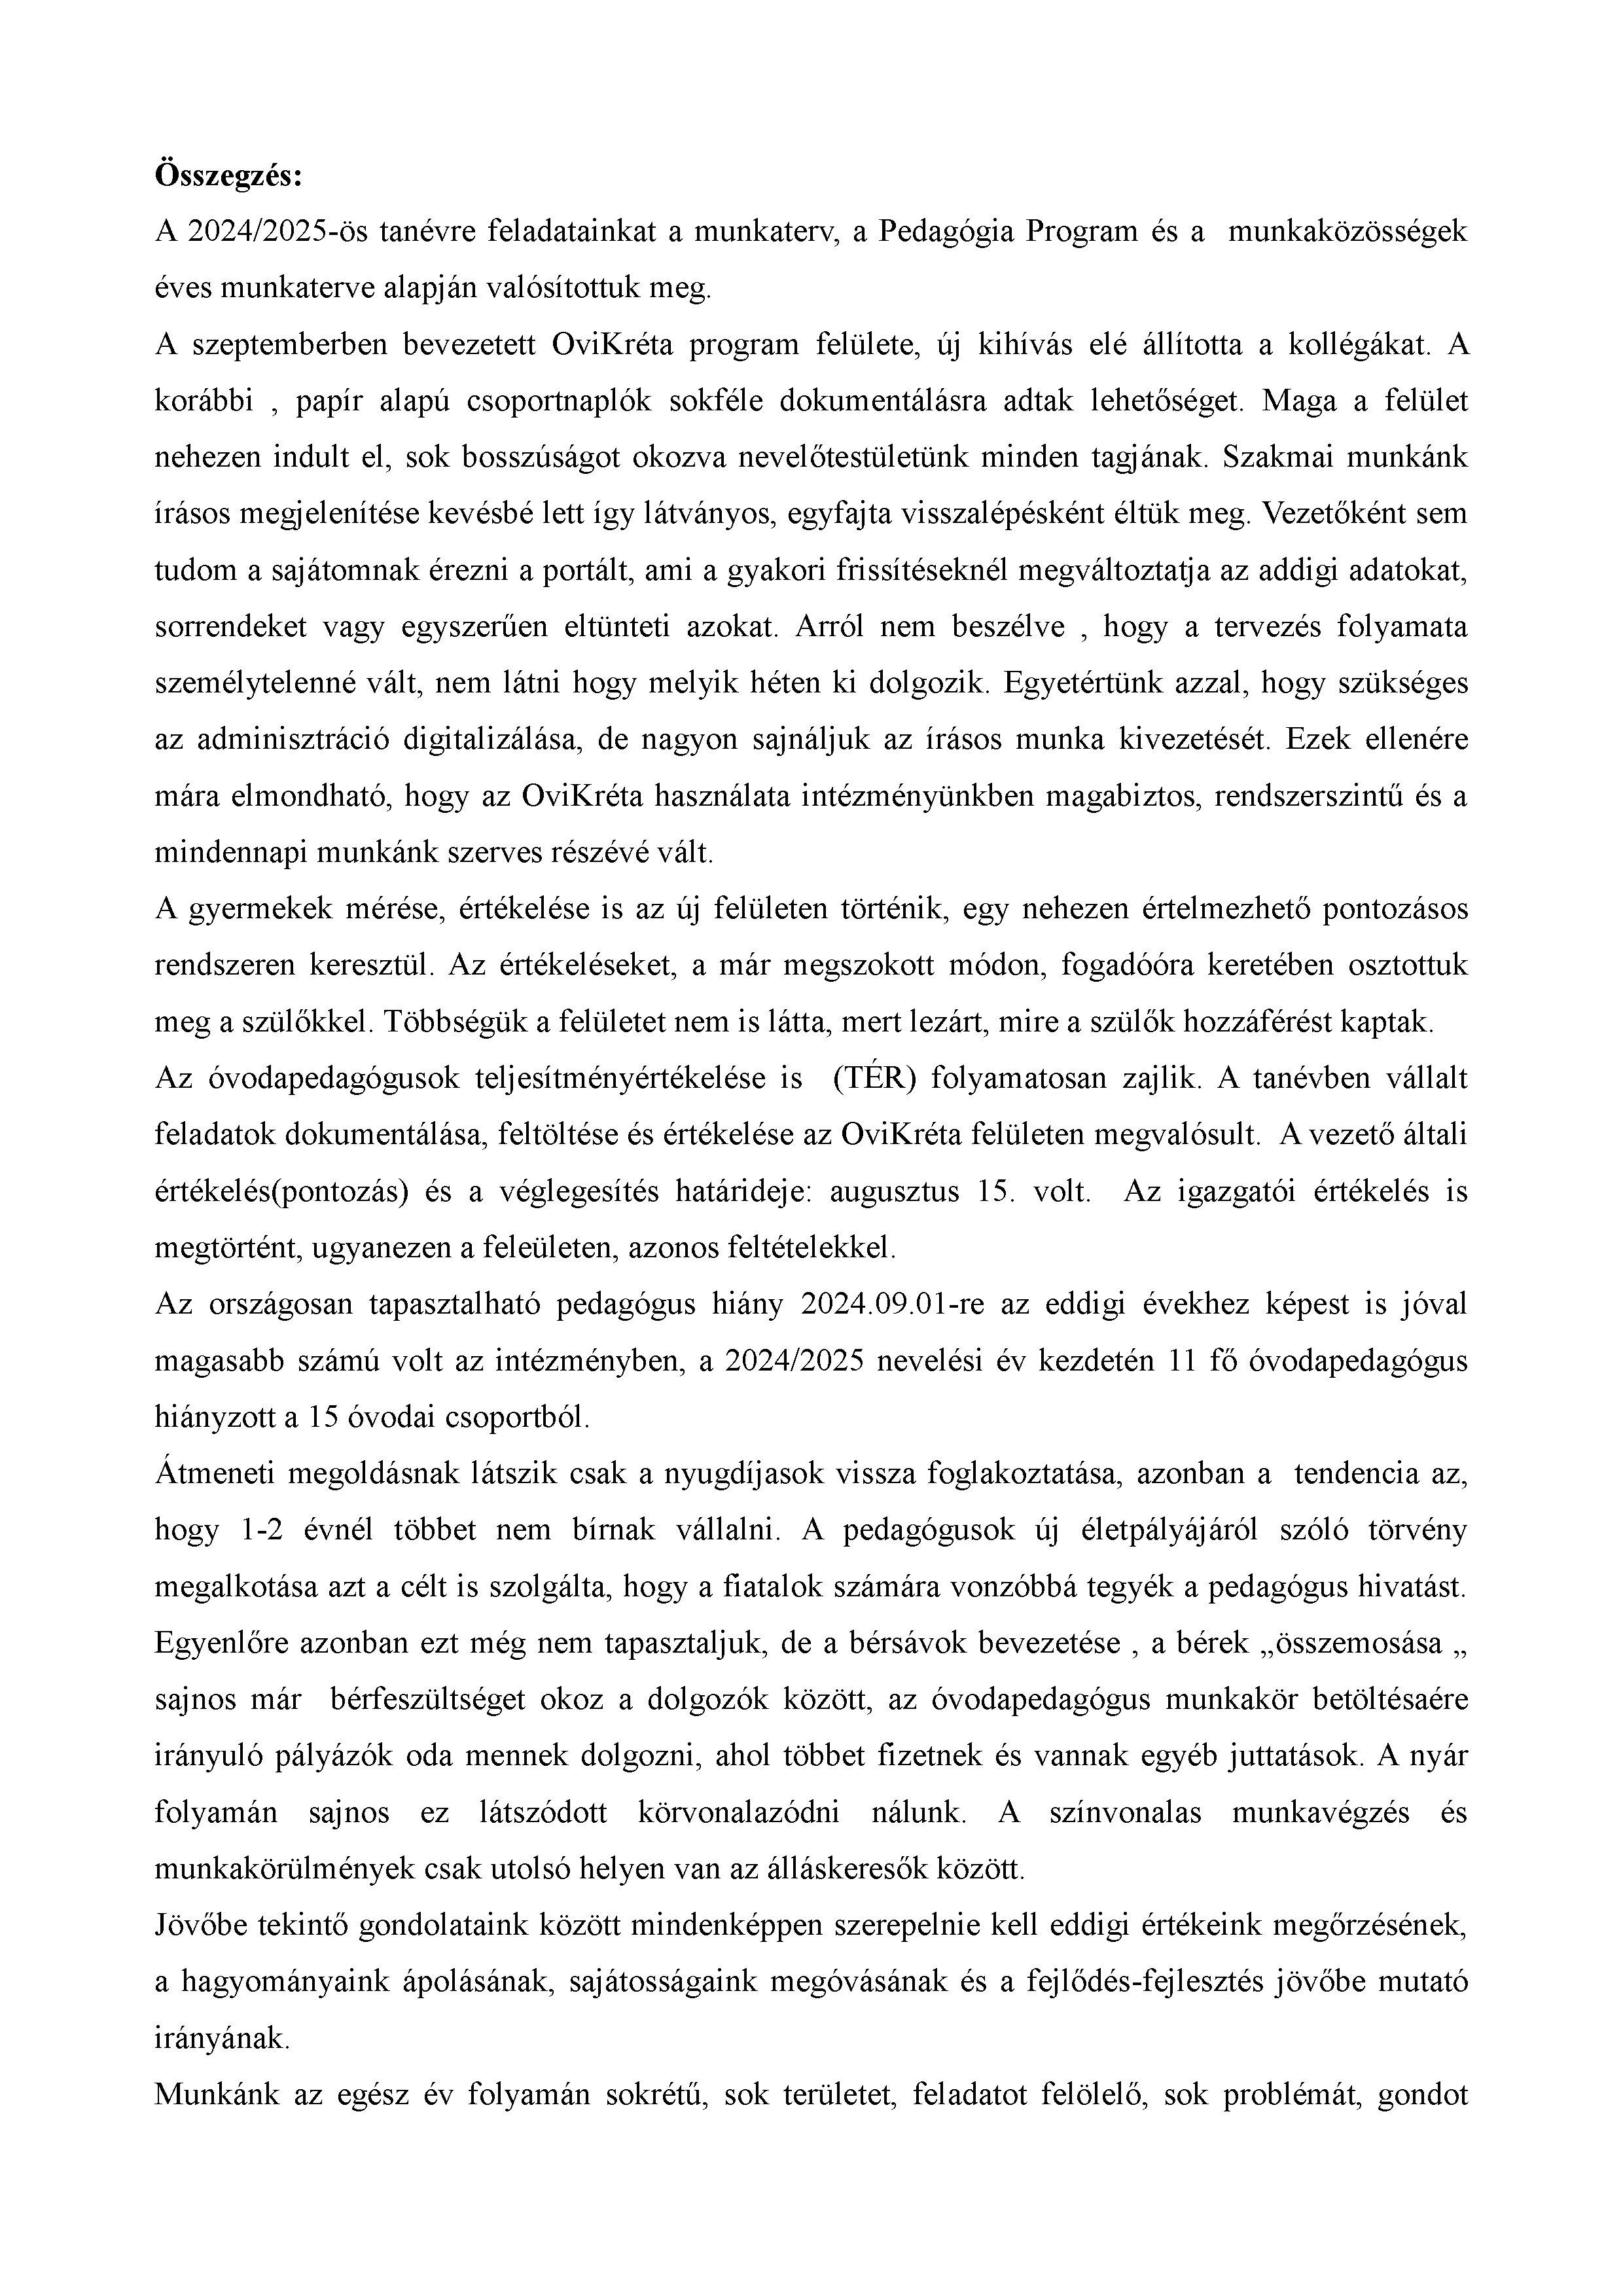 Összegzés:
A 2024/2025-ös tanévre feladatainkat a munkaterv, a Pedagógia Program és a munkaközösségek
éves munkaterve alapján valósítottuk meg.
A szeptemberben bevezetett OviKréta program felülete, új kihívás elé állította a kollégákat. A
korábbi , papír alapú csoportnaplók sokféle dokumentálásra adtak lehetőséget. Maga a felület
nehezen indult el, sok bosszúságot okozva nevelőtestületünk minden tagjának. Szakmai munkánk
írásos megjelenítése kevésbé lett így látványos, egyfajta visszalépésként éltük meg. Vezetőként sem
tudom a sajátomnak érezni a portált, ami a gyakori frissítéseknél megváltoztatja az addigi adatokat,
sorrendeket vagy egyszerűen eltünteti azokat. Arról nem beszélve , hogy a tervezés folyamata
személytelenné vált, nem látni hogy melyik héten ki dolgozik. Egyetértünk azzal, hogy szükséges
az adminisztráció digitalizálása, de nagyon sajnáljuk az írásos munka kivezetését. Ezek ellenére
mára elmondható, hogy az OviKréta használata intézményünkben magabiztos, rendszerszintű és a
mindennapi munkánk szerves részévé vált.
A gyermekek mérése, értékelése is az új felületen történik, egy nehezen értelmezhető pontozásos
rendszeren keresztül. Az értékeléseket, a már megszokott módon, fogadóóra keretében osztottuk
meg a szülőkkel. Többségük a felületet nem is látta, mert lezárt, mire a szülők hozzáférést kaptak.
Az óvodapedagógusok teljesítményértékelése is (TÉR) folyamatosan zajlik. A tanévben vállalt
feladatok dokumentálása, feltöltése és értékelése az OviKréta felületen megvalósult. A vezető általi
értékelés(pontozás) és a véglegesítés határideje: augusztus 15. volt. Az igazgatói értékelés is
megtörtént, ugyanezen a feleületen, azonos feltételekkel.
Az országosan tapasztalható pedagógus hiány 2024.09.01-re az eddigi évekhez képest is jóval
magasabb számú volt az intézményben, a 2024/2025 nevelési év kezdetén 11 fő óvodapedagógus
hiányzott a 15 óvodai csoportból.
Átmeneti megoldásnak látszik csak a nyugdíjasok vissza foglakoztatása, azonban a tendencia az,
hogy 1-2 évnél többet nem bírnak vállalni. A pedagógusok új életpályájáról szóló törvény
megalkotása azt a célt is szolgálta, hogy a fiatalok számára vonzóbbá tegyék a pedagógus hivatást.
Egyenlőre azonban ezt még nem tapasztaljuk, de a bérsávok bevezetése , a bérek „összemosása „
sajnos már bérfeszültséget okoz a dolgozók között, az óvodapedagógus munkakör betöltésaére
irányuló pályázók oda mennek dolgozni, ahol többet fizetnek és vannak egyéb juttatások. A nyár
folyamán sajnos ez látszódott körvonalazódni nálunk. A színvonalas munkavégzés és
munkakörülmények csak utolsó helyen van az álláskeresők között.
Jövőbe tekintő gondolataink között mindenképpen szerepelnie kell eddigi értékeink megőrzésének,
a hagyományaink ápolásának, sajátosságaink megóvásának és a fejlődés-fejlesztés jövőbe mutató
irányának.
Munkánk az egész év folyamán sokrétű, sok területet, feladatot felölelő, sok problémát, gondot